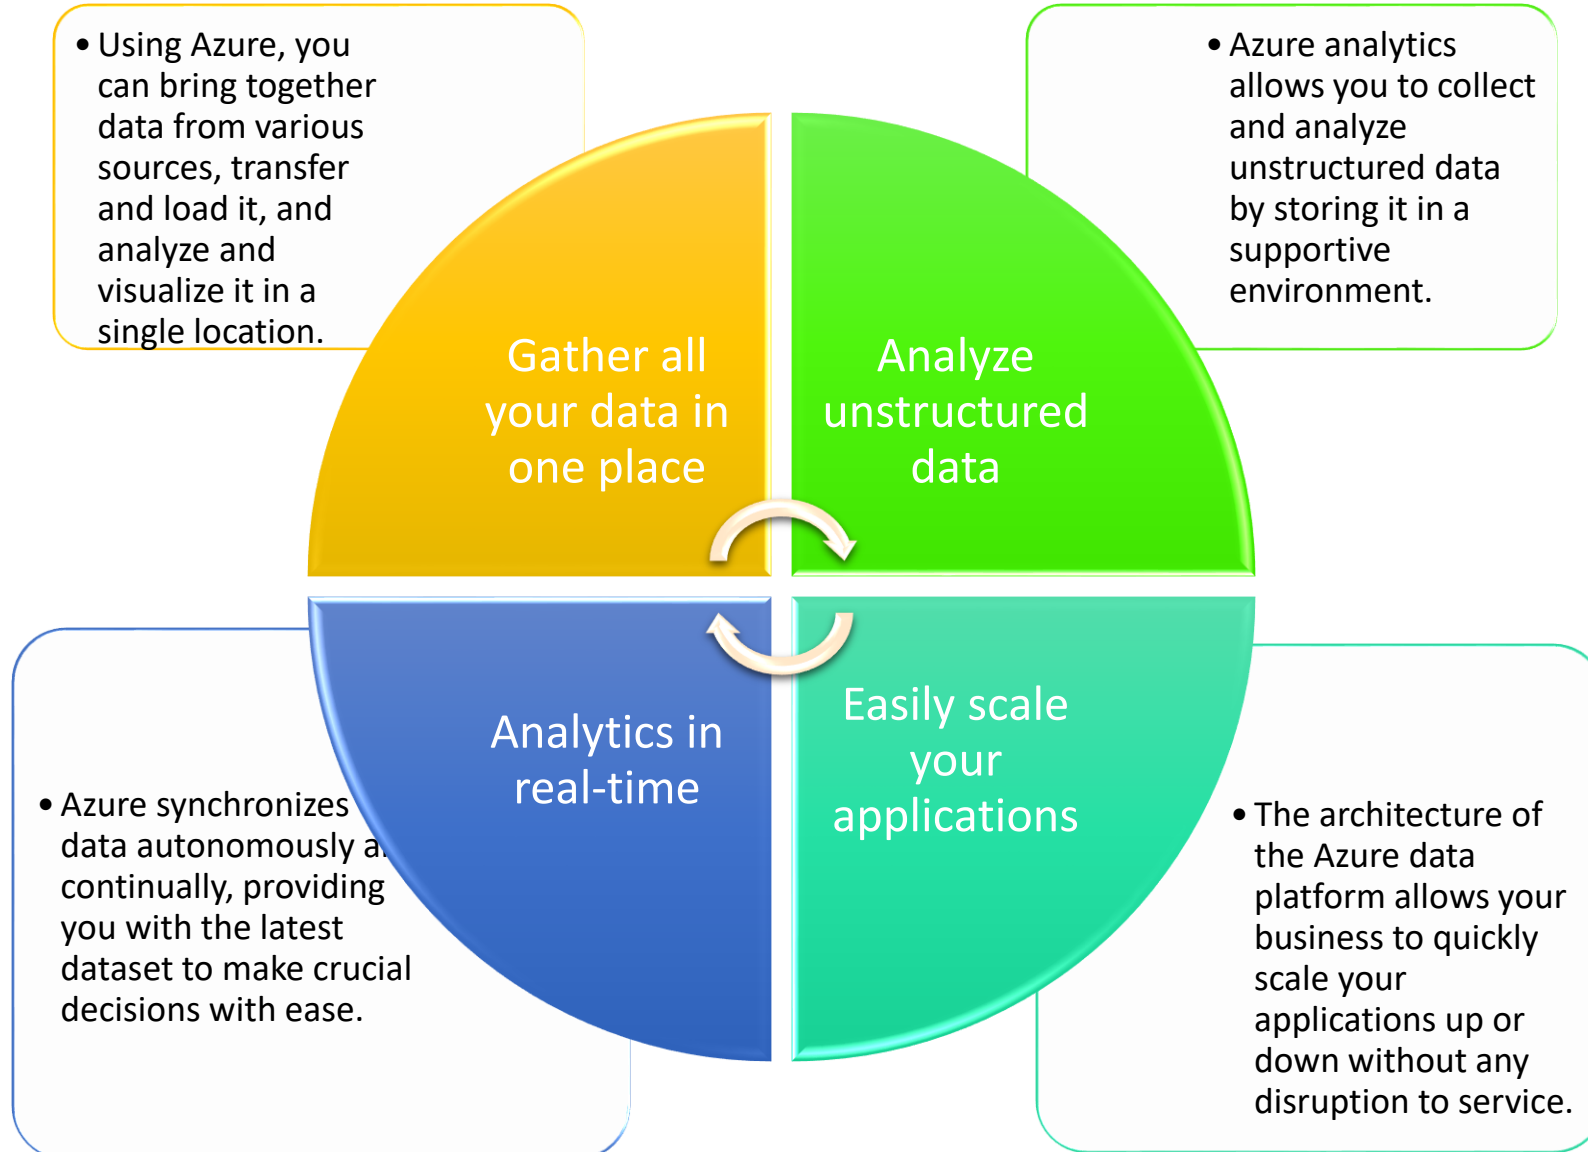 • Using Azure, you
can bring together
data from various
sources, transfer
and load it, and
analyze and
visualize it in a
single location.
• Azure analytics
allows you to collect
and analyze
unstructured data
by storing it in a
supportive
environment.
Gather all
your data in
one place
Analyze
unstructured
data
Analytics in
real-time
Easily scale
your
applications
• Azure synchronizes
data autonomously
continually, providing
you with the latest
dataset to make crucial
decisions with ease.
• The architecture of
the Azure data
platform allows your
business to quickly
scale your
applications up or
down without any
disruption to service.